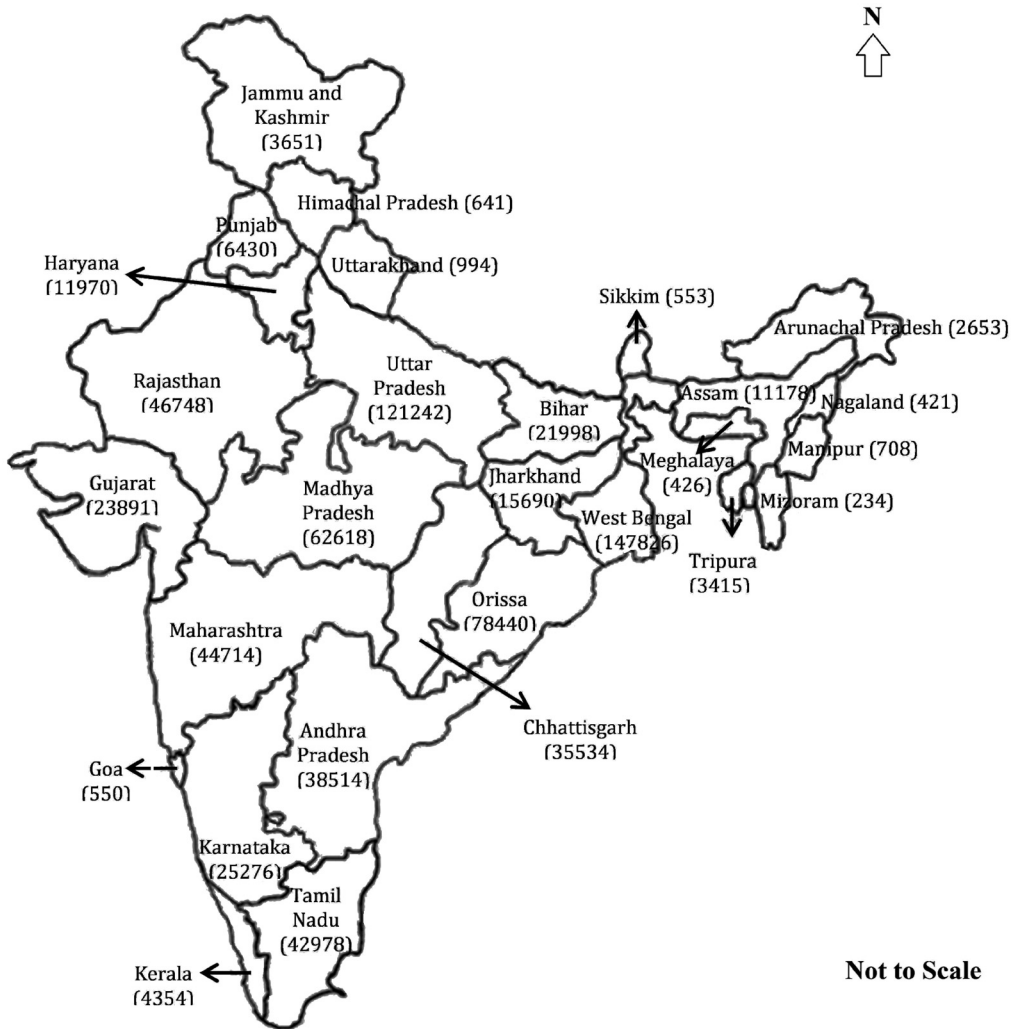 N
Jammu and
Kashmir
(3651)
Himachal Pradesh (641)
Punjab
(6430)
Uttarakhand (994)
Haryana
(11970)
Sikkim (553)
Arunachal Pradesh (2653)
Rajasthan
(46748)
Uttar
Pradesh
(121242)
Bihar
(21998)
Assam (11178)
Nagaland (421)
Manipur (708)
Meghalaya
(426)
Gujarat
(23891)
Madhya
Pradesh
(62618)
Jharkhand
(15690)
Mizoram (234)
West Bengal
(147826)
Tripura
(3415)
Orissa
(78440)
Maharashtra
(44714)
Chhattisgarh
(35534)
Andhra
Pradesh
(38514)
Goa
(550)
Karnataka
(25276)
Tamil
Nadu
(42978)
Kerala
(4354)
Not to Scale